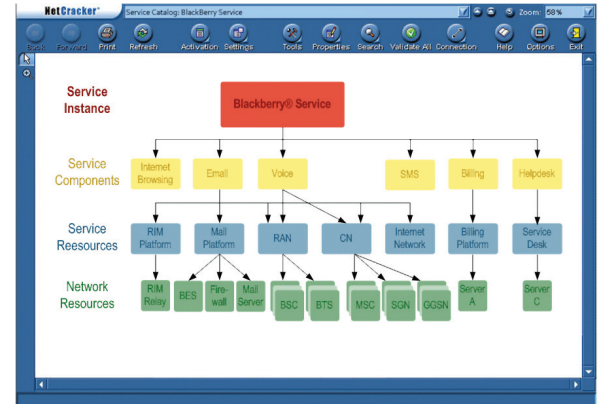 NetCracker®
Service Catalog: BlackBerry Service
Zoom: 58%
Back Forward Print Refresh Activation Settings Tools Properties Search Validate All Connection Help Options Exit
Service
Instance
Blackberry® Service
Service
Components
Internet
Browsing
Email
Voice
SMS
Billing
Helpdesk
Service
Reesources
RIM
Platform
Mail
Platform
RAN
CN
Internet
Network
Billing
Platform
Service
Desk
Network
Resources
RIM
Relay
BES
Fire-
wall
Mail
Server
BSC
BTS
MSC
SGN
GGSN
Server
A
Server
C